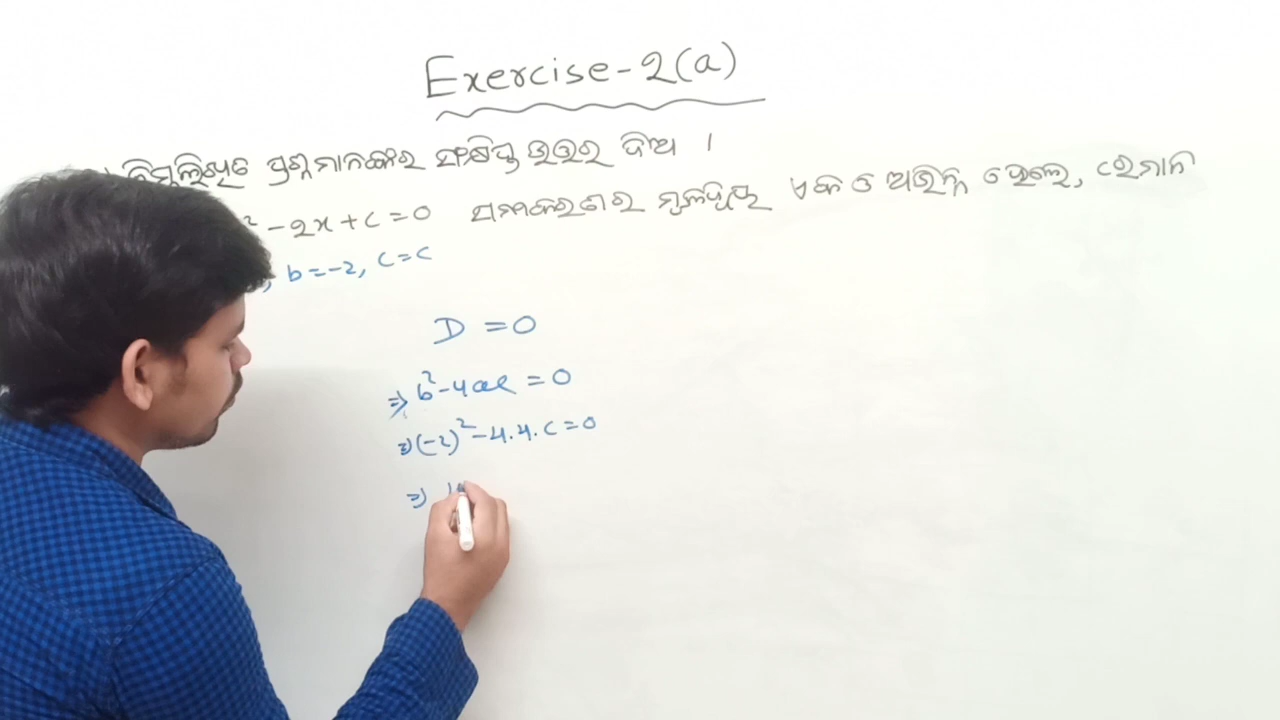 Exercise-2(a)
ନିମ୍ନଲିଖିତ ପ୍ରଶ୍ନମାନଙ୍କର ସଂକ୍ଷିପ୍ତ ଉତ୍ତର ଦିଅ ।
² - 2x + c = 0 ସମୀକରଣର ମୂଳଦ୍ୱୟ ଏକ ଓ ଅଭିନ୍ନ ହେଲେ, c ର ମାନ
, b = -2, c = c
D = 0
⇒ b² - 4ac = 0
⇒ (-2)² - 4.4.c = 0
⇒